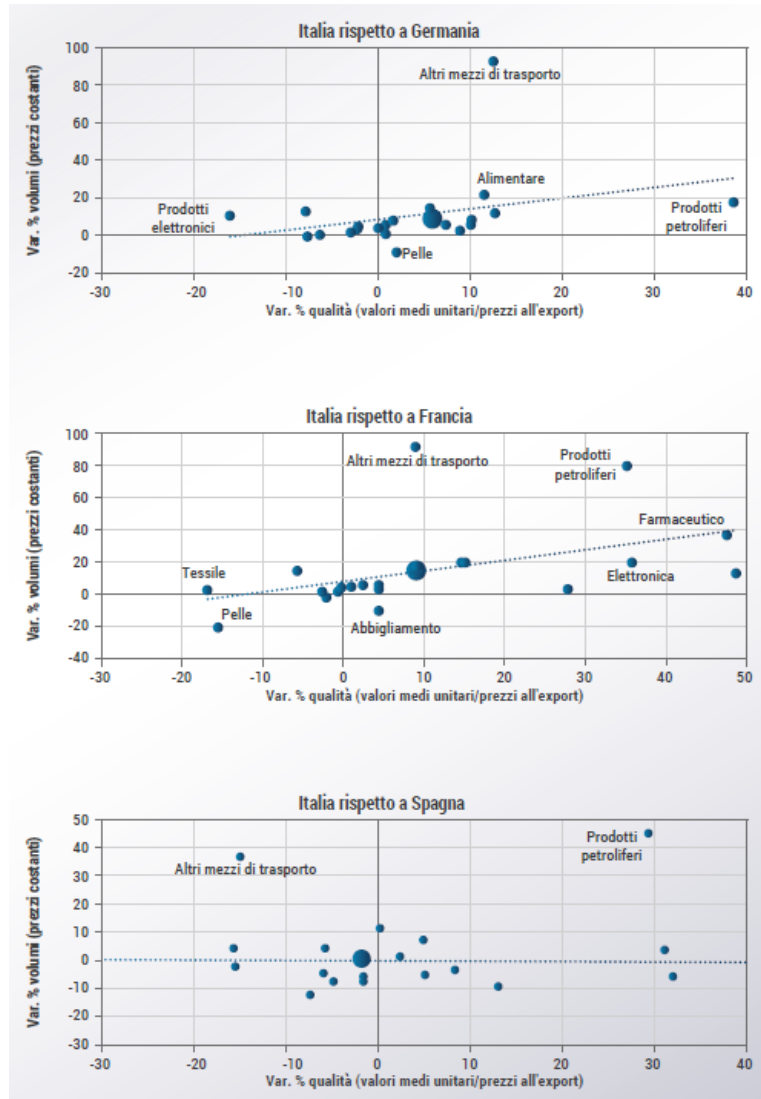 Italia rispetto a Germania
Var. % volumi (prezzi costanti)
100
80
60
40
20
0
-20
Altri mezzi di trasporto
Alimentare
Prodotti
elettronici
Prodotti
petroliferi
Pelle
-30
-20
-10
0
10
20
30
40
Var. % qualità (valori medi unitari/prezzi all'export)
Italia rispetto a Francia
Var. % volumi (prezzi costanti)
100
80
60
40
20
0
-20
-40
Altri mezzi di trasporto
Prodotti
petroliferi
Farmaceutico
Tessile
Elettronica
Pelle
Abbigliamento
-30
-20
-10
0
10
20
30
40
50
Var. % qualità (valori medi unitari/prezzi all'export)
Italia rispetto a Spagna
Var. % volumi (prezzi costanti)
50
40
30
20
10
0
-10
-20
-30
Prodotti
petroliferi
Altri mezzi di trasporto
-30
-20
-10
0
10
20
30
40
Var. % qualità (valori medi unitari/prezzi all'export)